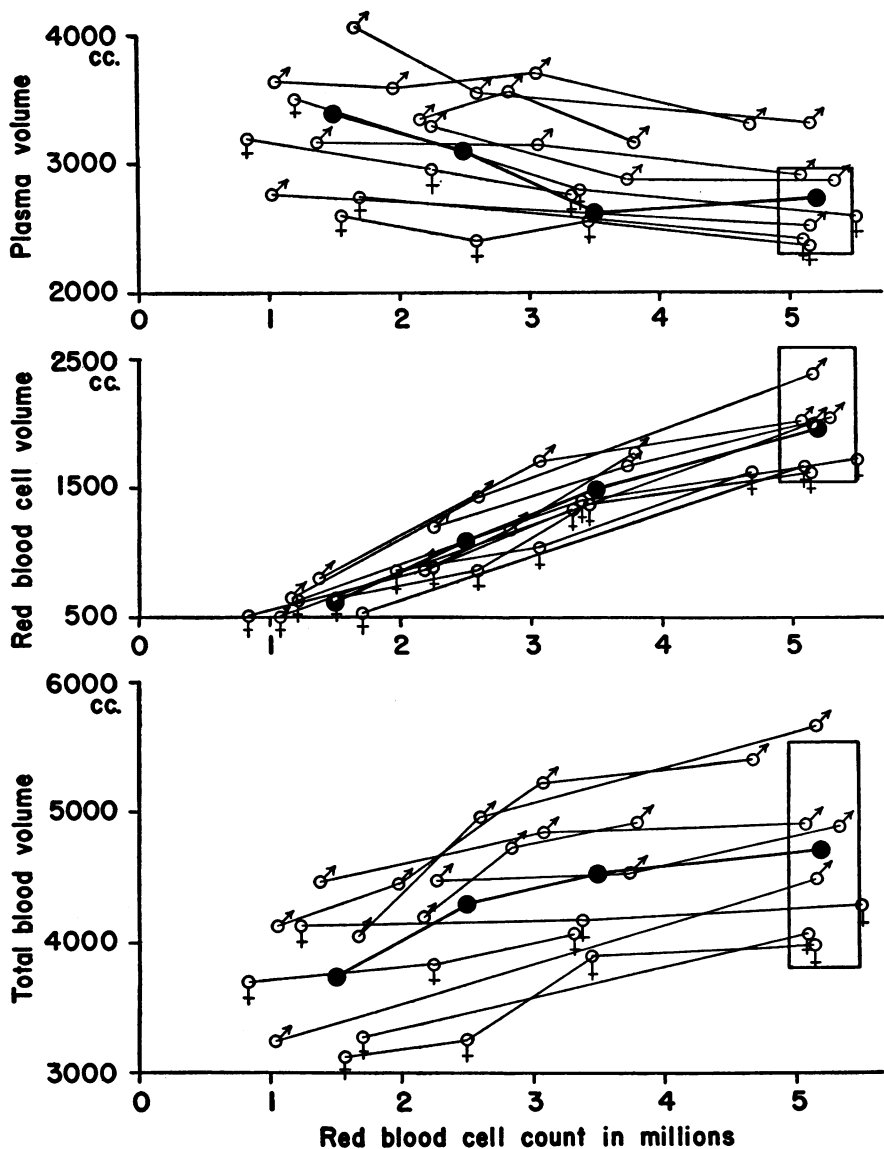 4000
cc.
3000
2000
Plasma volume
0 1 2 3 4 5
2500
cc.
1500
500
Red blood cell volume
0 1 2 3 4 5
6000
cc.
5000
4000
3000
Total blood volume
0 1 2 3 4 5
Red blood cell count in millions